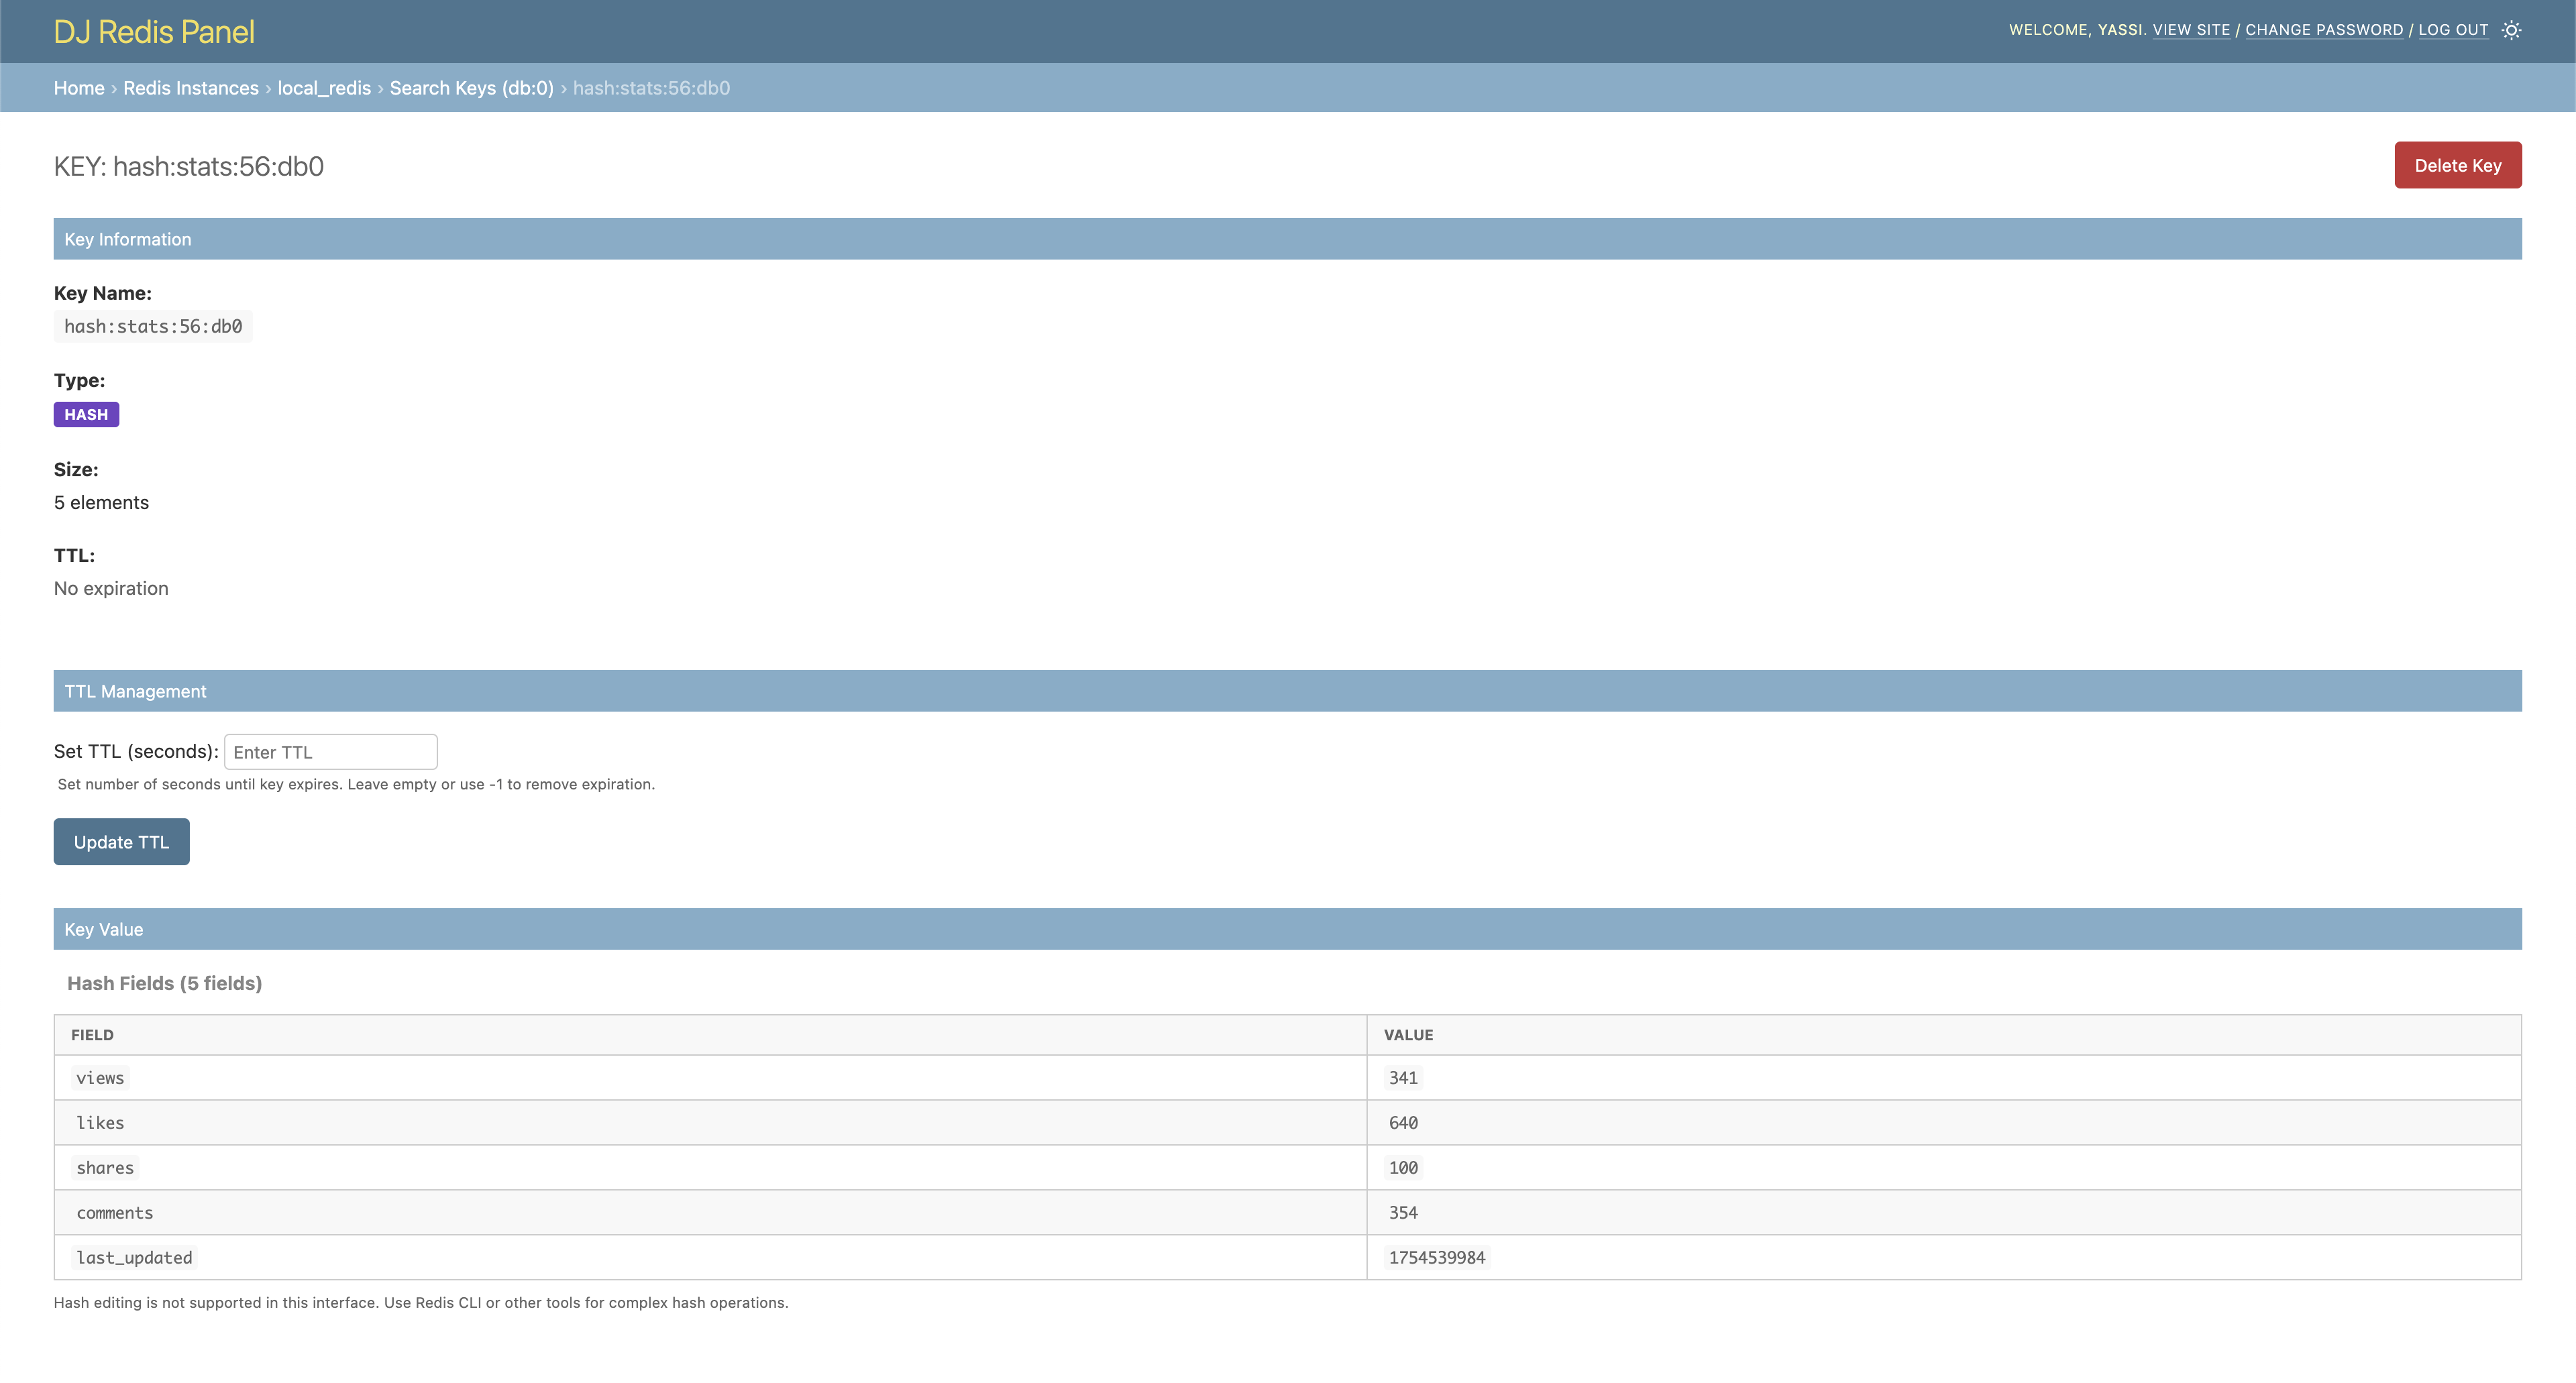 DJ Redis Panel
WELCOME, YASSI. VIEW SITE / CHANGE PASSWORD / LOG OUT
Home › Redis Instances › local_redis › Search Keys (db:0) › hash:stats:56:db0
KEY: hash:stats:56:db0
Delete Key
Key Information
Key Name:
hash:stats:56:db0
Type:
HASH
Size:
5 elements
TTL:
No expiration
TTL Management
Set TTL (seconds): Enter TTL
Set number of seconds until key expires. Leave empty or use -1 to remove expiration.
Update TTL
Key Value
Hash Fields (5 fields)
FIELD VALUE
views 341
likes 640
shares 100
comments 354
last_updated 1754539984
Hash editing is not supported in this interface. Use Redis CLI or other tools for complex hash operations.